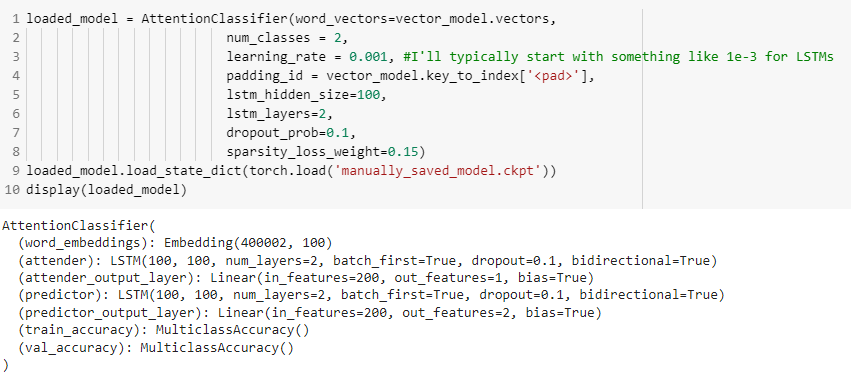 1 loaded_model = AttentionClassifier(word_vectors=vector_model.vectors,
2                           num_classes = 2,
3                           learning_rate = 0.001, #I'll typically start with something like 1e-3 for LSTMs
4                           padding_id = vector_model.key_to_index['<pad>'],
5                           lstm_hidden_size=100,
6                           lstm_layers=2,
7                           dropout_prob=0.1,
8                           sparsity_loss_weight=0.15)
9 loaded_model.load_state_dict(torch.load('manually_saved_model.ckpt'))
10 display(loaded_model)
AttentionClassifier(
  (word_embeddings): Embedding(400002, 100)
  (attender): LSTM(100, 100, num_layers=2, batch_first=True, dropout=0.1, bidirectional=True)
  (attender_output_layer): Linear(in_features=200, out_features=1, bias=True)
  (predictor): LSTM(100, 100, num_layers=2, batch_first=True, dropout=0.1, bidirectional=True)
  (predictor_output_layer): Linear(in_features=200, out_features=2, bias=True)
  (train_accuracy): MulticlassAccuracy()
  (val_accuracy): MulticlassAccuracy()
)